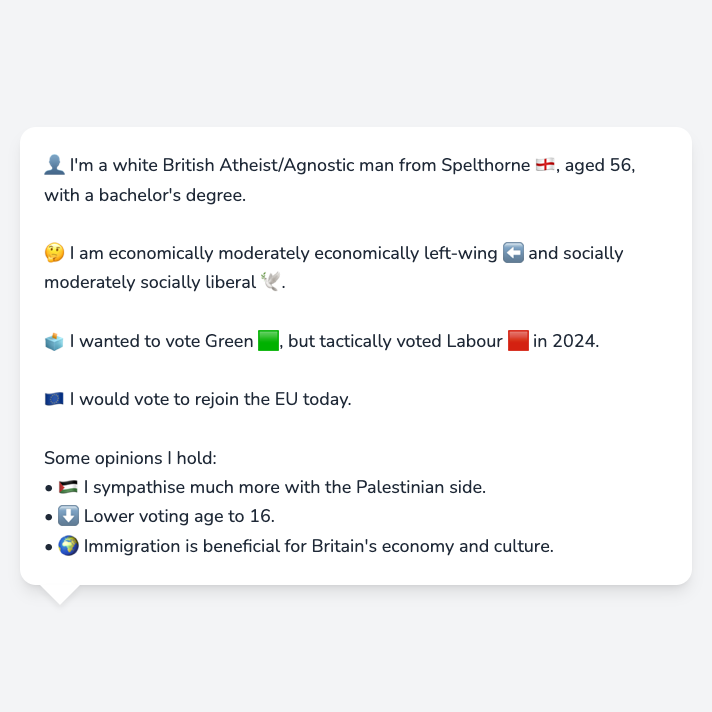 👤 I'm a white British Atheist/Agnostic man from Spelthorne 🏴󠁧󠁢󠁥󠁮󠁧󠁿, aged 56,
with a bachelor's degree.
🤔 I am economically moderately economically left-wing ⬅️ and socially
moderately socially liberal 🕊️.
🗳️ I wanted to vote Green 🟩, but tactically voted Labour 🟥 in 2024.
🇪🇺 I would vote to rejoin the EU today.
Some opinions I hold:
• 🇵🇸 I sympathise much more with the Palestinian side.
• ⬇️ Lower voting age to 16.
• 🌍 Immigration is beneficial for Britain's economy and culture.